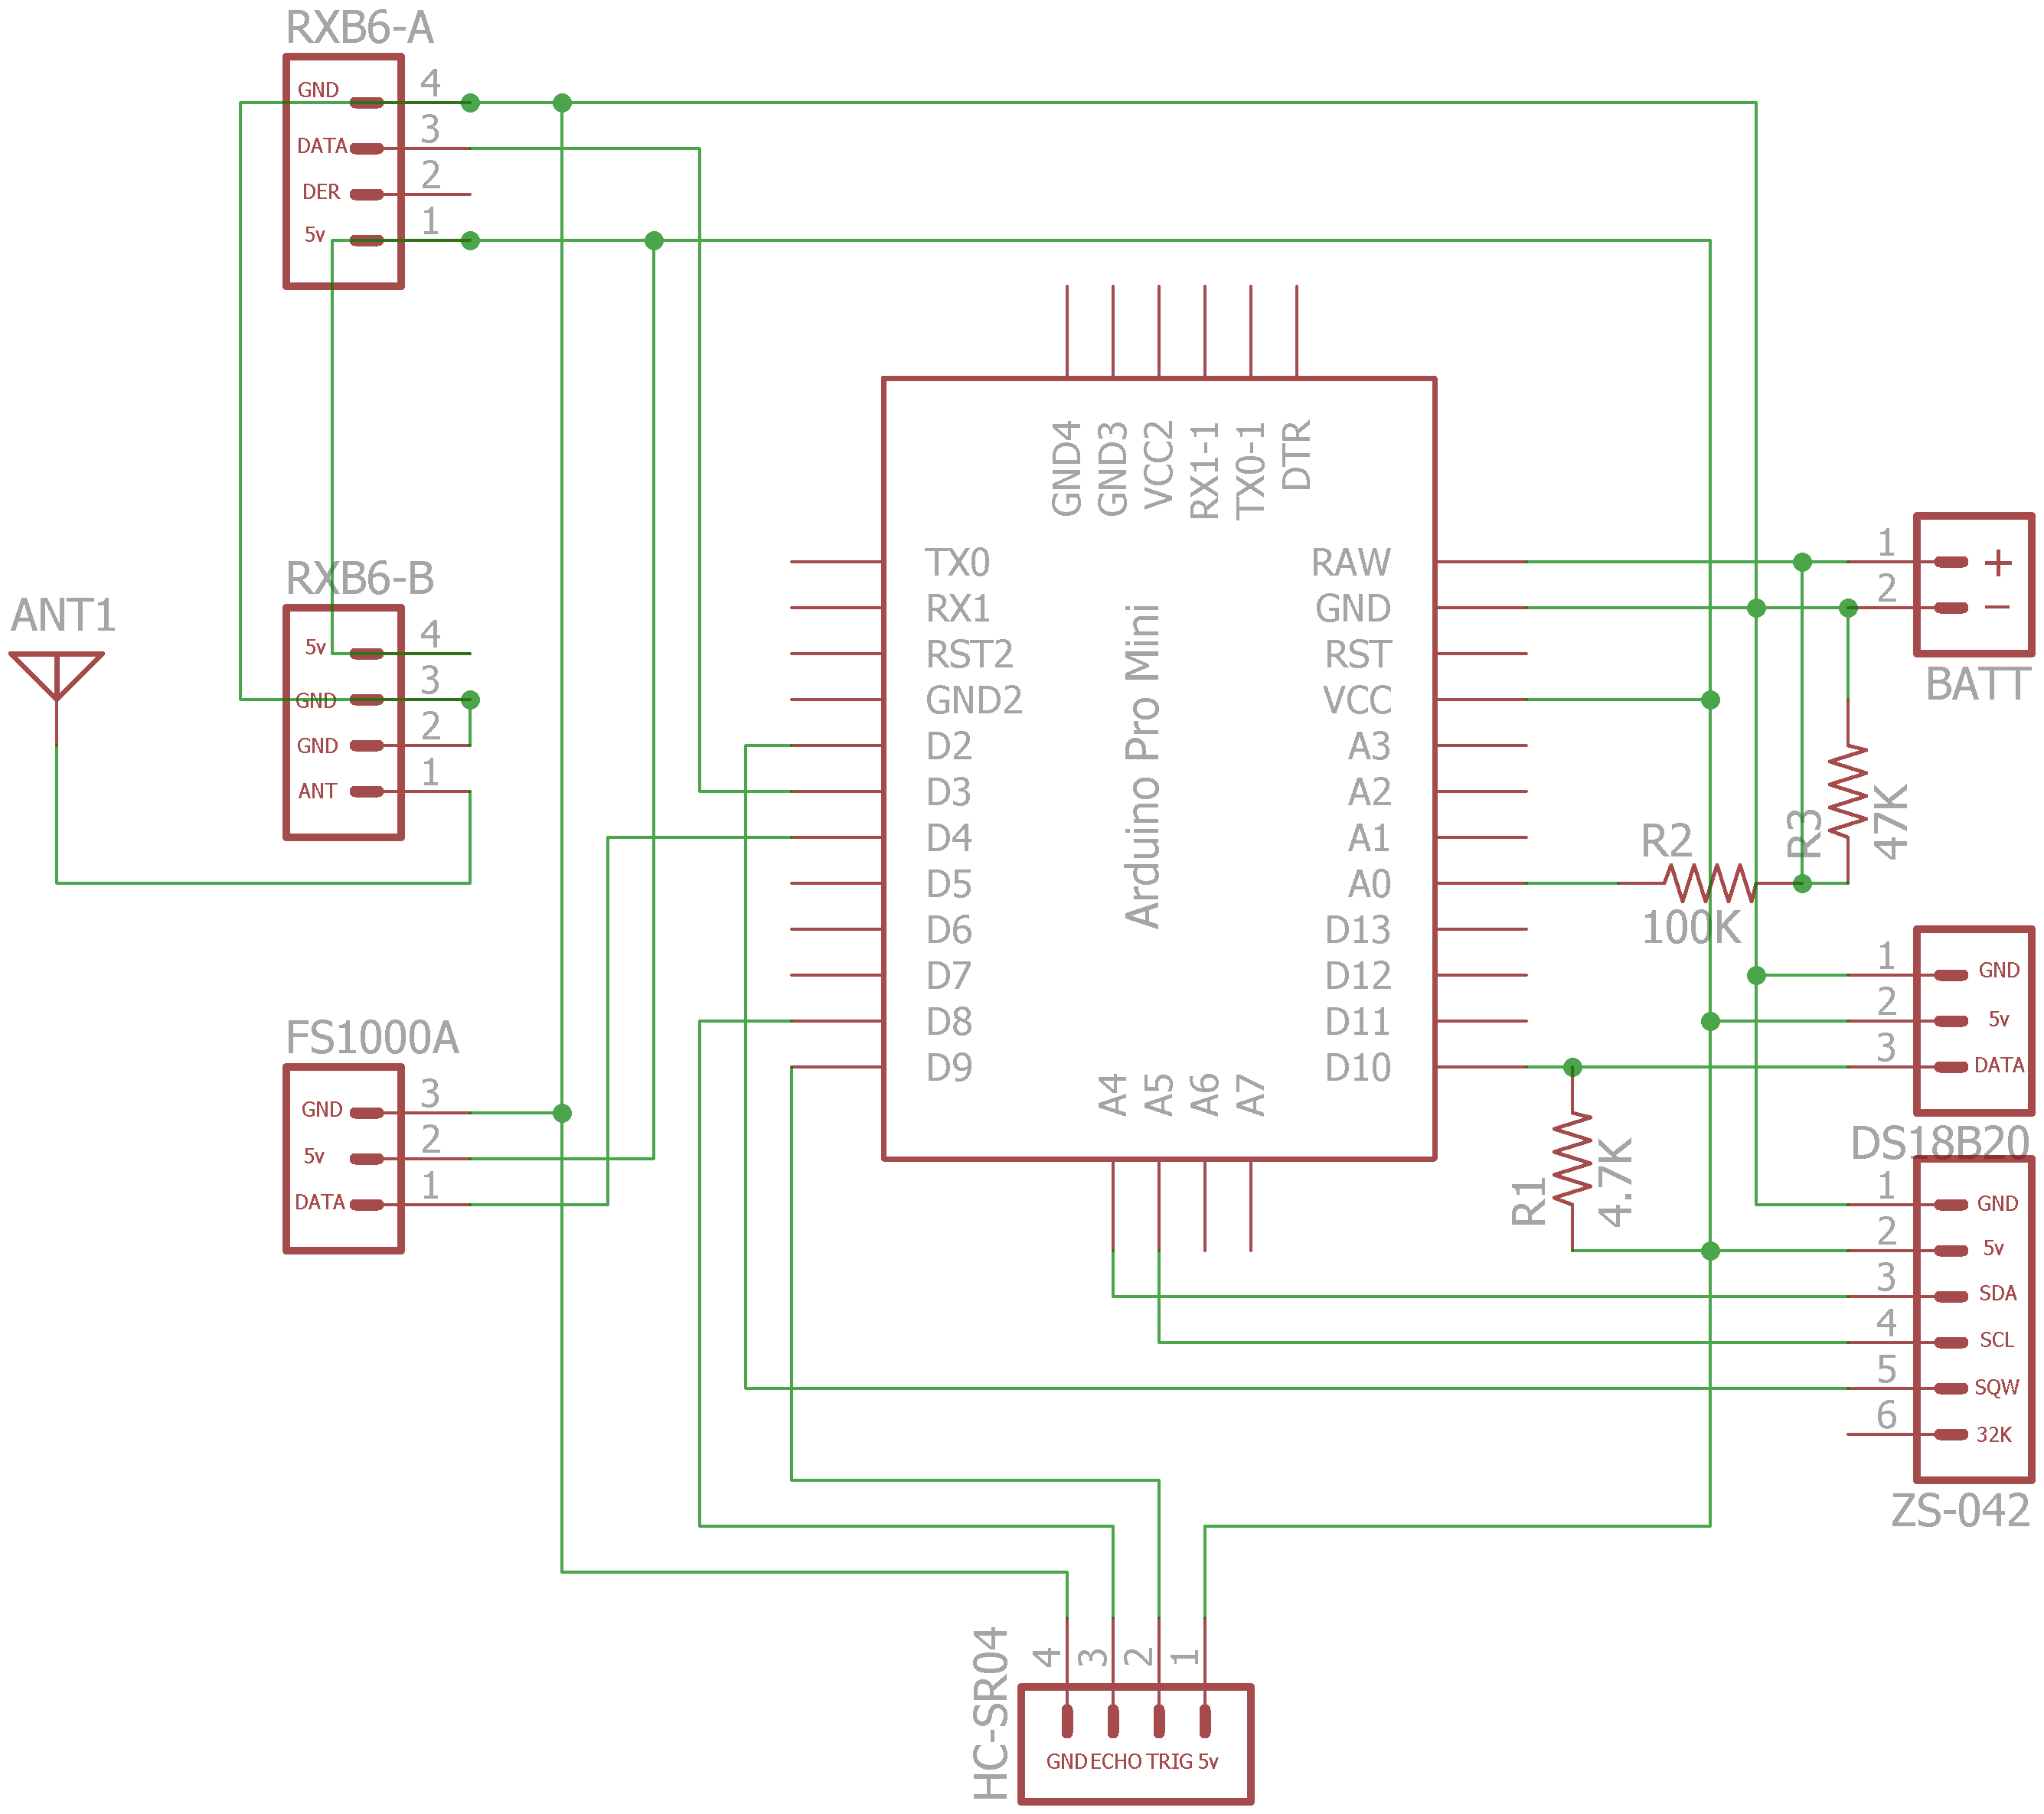 RXB6-A
GND 4
DATA 3
DER 2
5v 1
RXB6-B
5v 4
GND 3
GND 2
ANT 1
ANT1
FS1000A
GND 3
5v 2
DATA 1
GND4
GND3
VCC2
RX1-1
TX0-1
DTR
TX0
RX1
RST2
GND2
D2
D3
D4
D5
D6
D7
D8
D9
Arduino Pro Mini
RAW
GND
RST
VCC
A3
A2
A1
A0
D13
D12
D11
D10
A4
A5
A6
A7
1 +
2 −
BATT
R3
47K
R2
100K
1 GND
2 5v
3 DATA
DS18B20
R1
4.7K
1 GND
2 5v
3 SDA
4 SCL
5 SQW
6 32K
ZS-042
HC-SR04
4 3 2 1
GND ECHO TRIG 5v